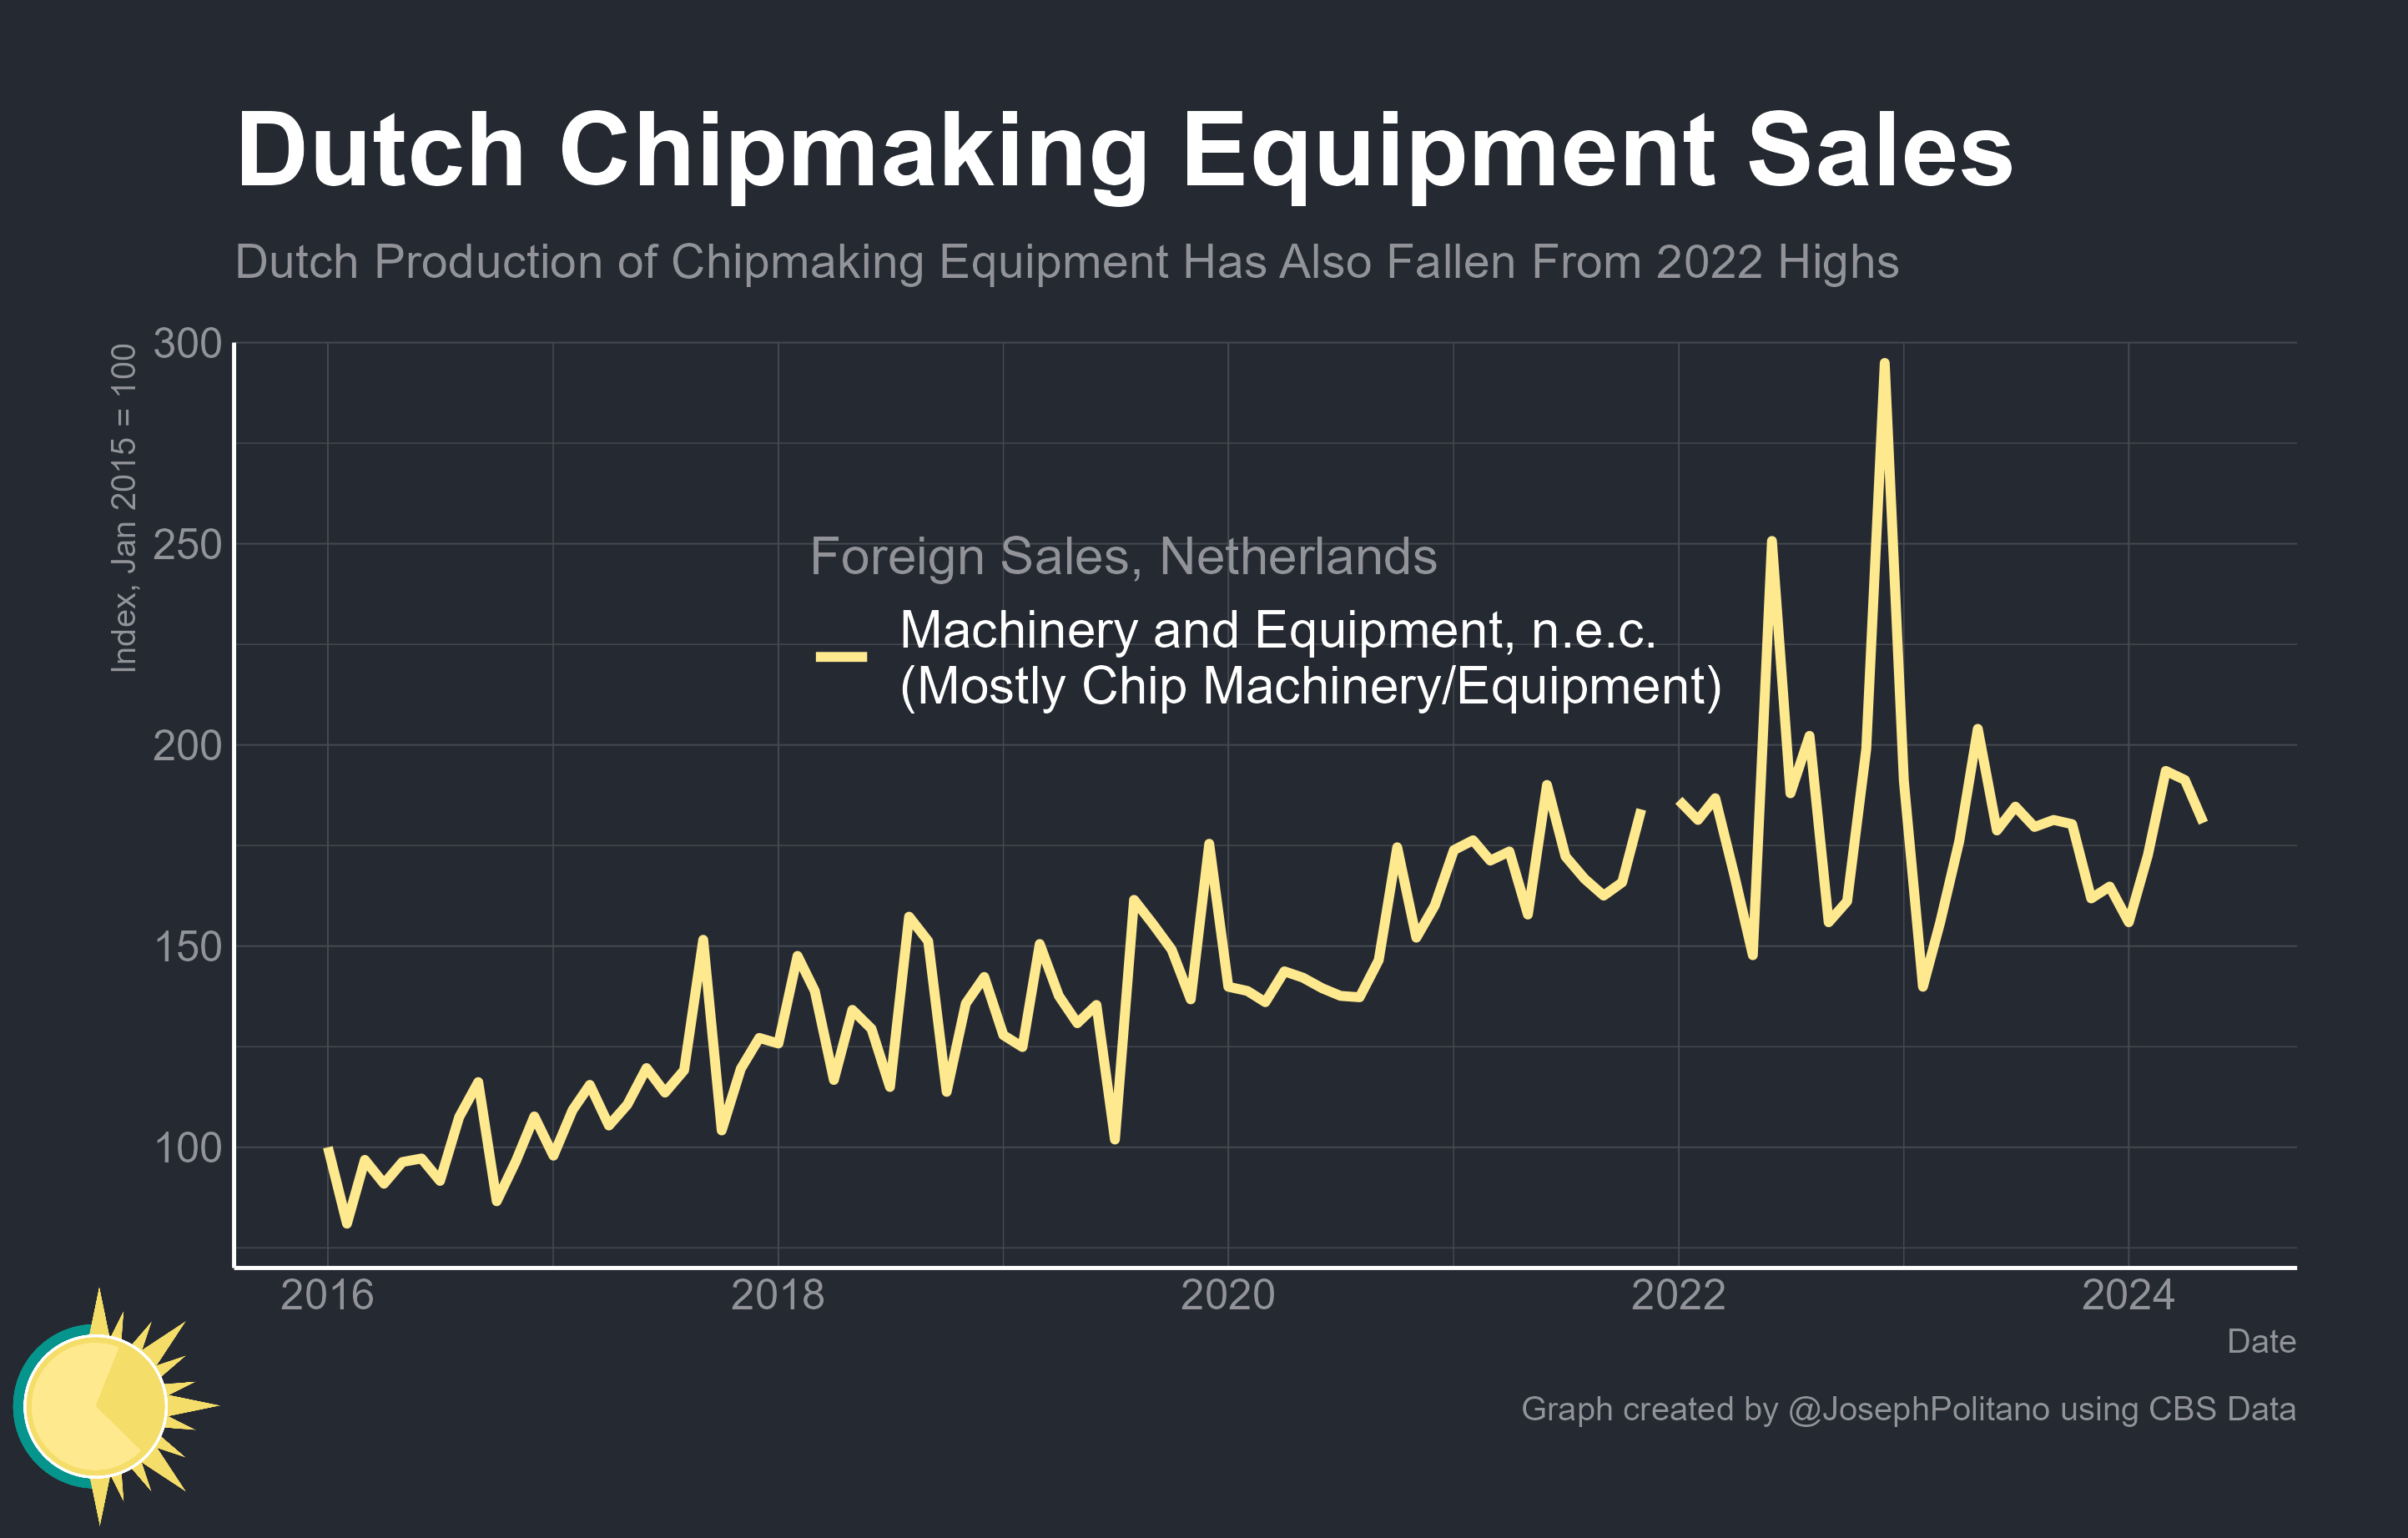 Dutch Chipmaking Equipment Sales
Dutch Production of Chipmaking Equipment Has Also Fallen From 2022 Highs
Index, Jan 2015 = 100
300
250
200
150
100
Foreign Sales, Netherlands
Machinery and Equipment, n.e.c.
(Mostly Chip Machinery/Equipment)
2016 2018 2020 2022 2024
Date
Graph created by @JosephPolitano using CBS Data